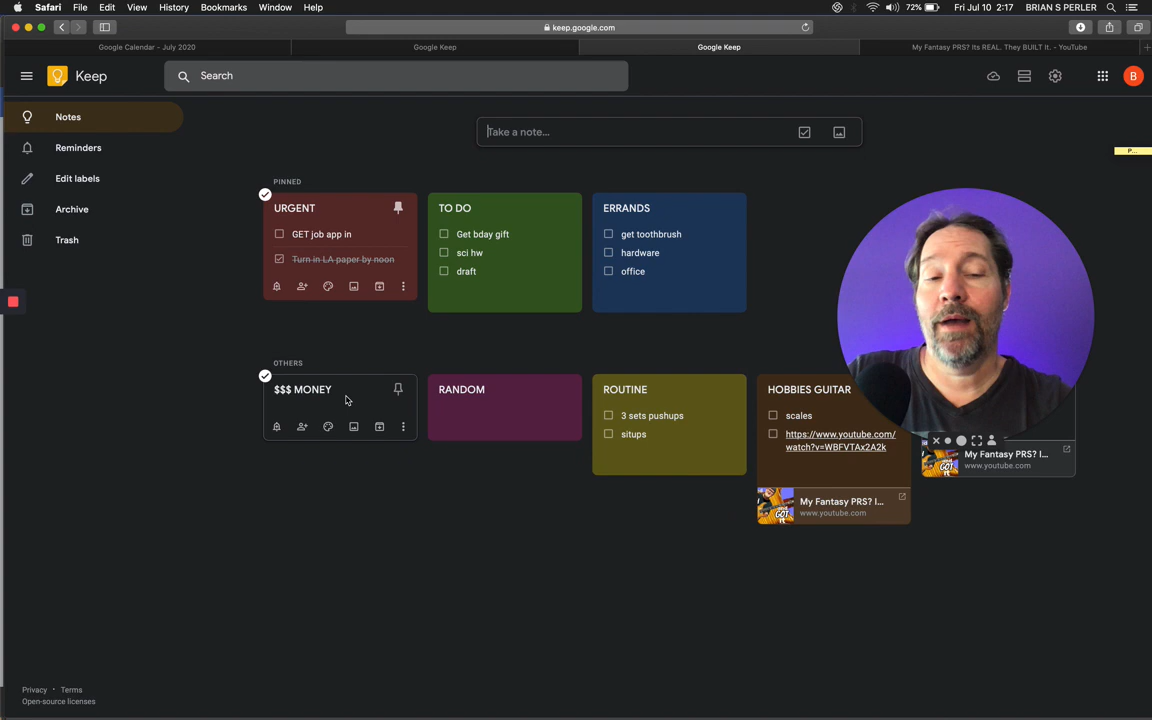 Safari File Edit View History Bookmarks Window Help 72% Fri Jul 10 2:17 BRIAN S PERLER
keep.google.com
Google Calendar - July 2020 Google Keep Google Keep My Fantasy PRS? Its REAL. They BUILT It. - YouTube
Keep Search B
Notes
Take a note...
P...
Reminders
Edit labels
Archive
Trash
PINNED
URGENT
GET job app in
Turn in LA paper by noon
TO DO
Get bday gift
sci hw
draft
ERRANDS
get toothbrush
hardware
office
OTHERS
$$$ MONEY
RANDOM
ROUTINE
3 sets pushups
situps
HOBBIES GUITAR
scales
https://www.youtube.com/
watch?v=WBFVTAx2A2k
My Fantasy PRS? I...
www.youtube.com
My Fantasy PRS? I...
www.youtube.com
Privacy · Terms
Open-source licenses